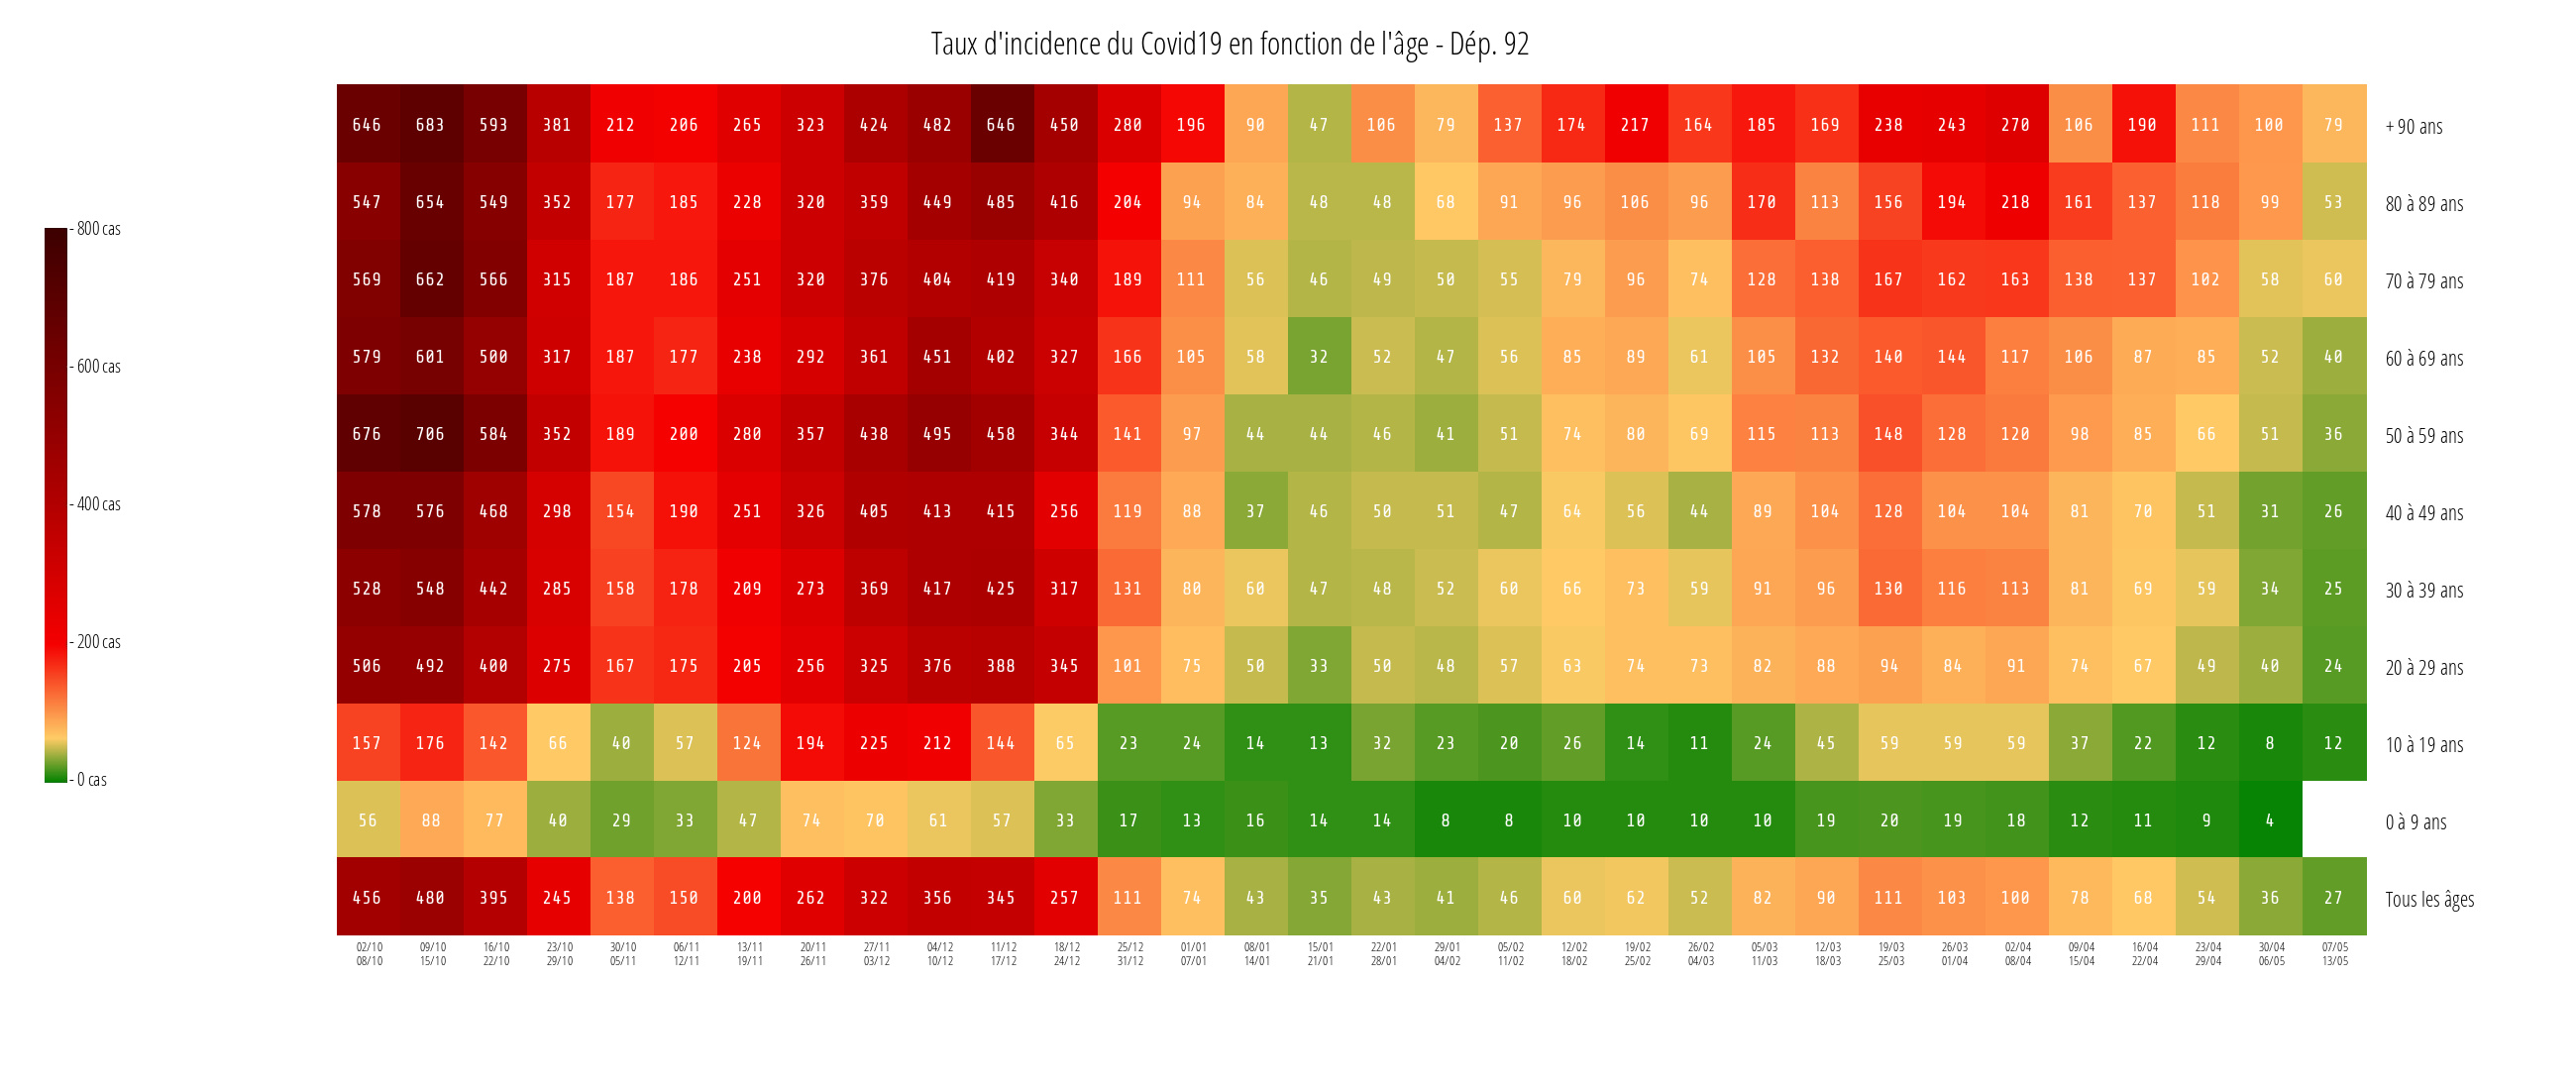 Taux d'incidence du Covid19 en fonction de l'âge - Dép. 92
- 800 cas
- 600 cas
- 400 cas
- 200 cas
- 0 cas
646 683 593 381 212 206 265 323 424 482 646 450 280 196 90 47 106 79 137 174 217 164 185 169 238 243 270 106 190 111 100 79 + 90 ans
547 654 549 352 177 185 228 320 359 449 485 416 204 94 84 48 48 68 91 96 106 96 170 113 156 194 218 161 137 118 99 53 80 à 89 ans
569 662 566 315 187 186 251 320 376 404 419 340 189 111 56 46 49 50 55 79 96 74 128 138 167 162 163 138 137 102 58 60 70 à 79 ans
579 601 500 317 187 177 238 292 361 451 402 327 166 105 58 32 52 47 56 85 89 61 105 132 140 144 117 106 87 85 52 40 60 à 69 ans
676 706 584 352 189 200 280 357 438 495 458 344 141 97 44 44 46 41 51 74 80 69 115 113 148 128 120 98 85 66 51 36 50 à 59 ans
578 576 468 298 154 190 251 326 405 413 415 256 119 88 37 46 50 51 47 64 56 44 89 104 128 104 104 81 70 51 31 26 40 à 49 ans
528 548 442 285 158 178 209 273 369 417 425 317 131 80 60 47 48 52 60 66 73 59 91 96 130 116 113 81 69 59 34 25 30 à 39 ans
506 492 400 275 167 175 205 256 325 376 388 345 101 75 50 33 50 48 57 63 74 73 82 88 94 84 91 74 67 49 40 24 20 à 29 ans
157 176 142 66 40 57 124 194 225 212 144 65 23 24 14 13 32 23 20 26 14 11 24 45 59 59 59 37 22 12 8 12 10 à 19 ans
56 88 77 40 29 33 47 74 70 61 57 33 17 13 16 14 14 8 8 10 10 10 10 19 20 19 18 12 11 9 4 0 à 9 ans
456 480 395 245 138 150 200 262 322 356 345 257 111 74 43 35 43 41 46 60 62 52 82 90 111 103 100 78 68 54 36 27 Tous les âges
02/10 09/10 16/10 23/10 30/10 06/11 13/11 20/11 27/11 04/12 11/12 18/12 25/12 01/01 08/01 15/01 22/01 29/01 05/02 12/02 19/02 26/02 05/03 12/03 19/03 26/03 02/04 09/04 16/04 23/04 30/04 07/05
08/10 15/10 22/10 29/10 05/11 12/11 19/11 26/11 03/12 10/12 17/12 24/12 31/12 07/01 14/01 21/01 28/01 04/02 11/02 18/02 25/02 04/03 11/03 18/03 25/03 01/04 08/04 15/04 22/04 29/04 06/05 13/05